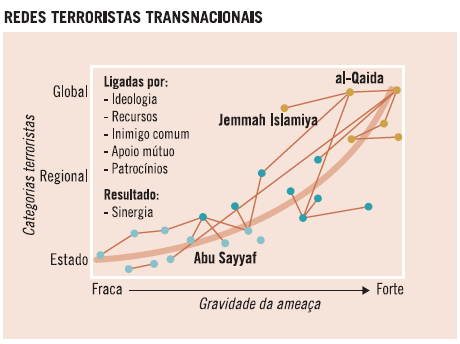 REDES TERRORISTAS TRANSNACIONAIS
Categorias terroristas
Global
Regional
Estado
Ligadas por:
- Ideologia
- Recursos
- Inimigo comum
- Apoio mútuo
- Patrocínios
Resultado:
- Sinergia
al-Qaida
Jemmah Islamiya
Abu Sayyaf
Fraca
Forte
Gravidade da ameaça